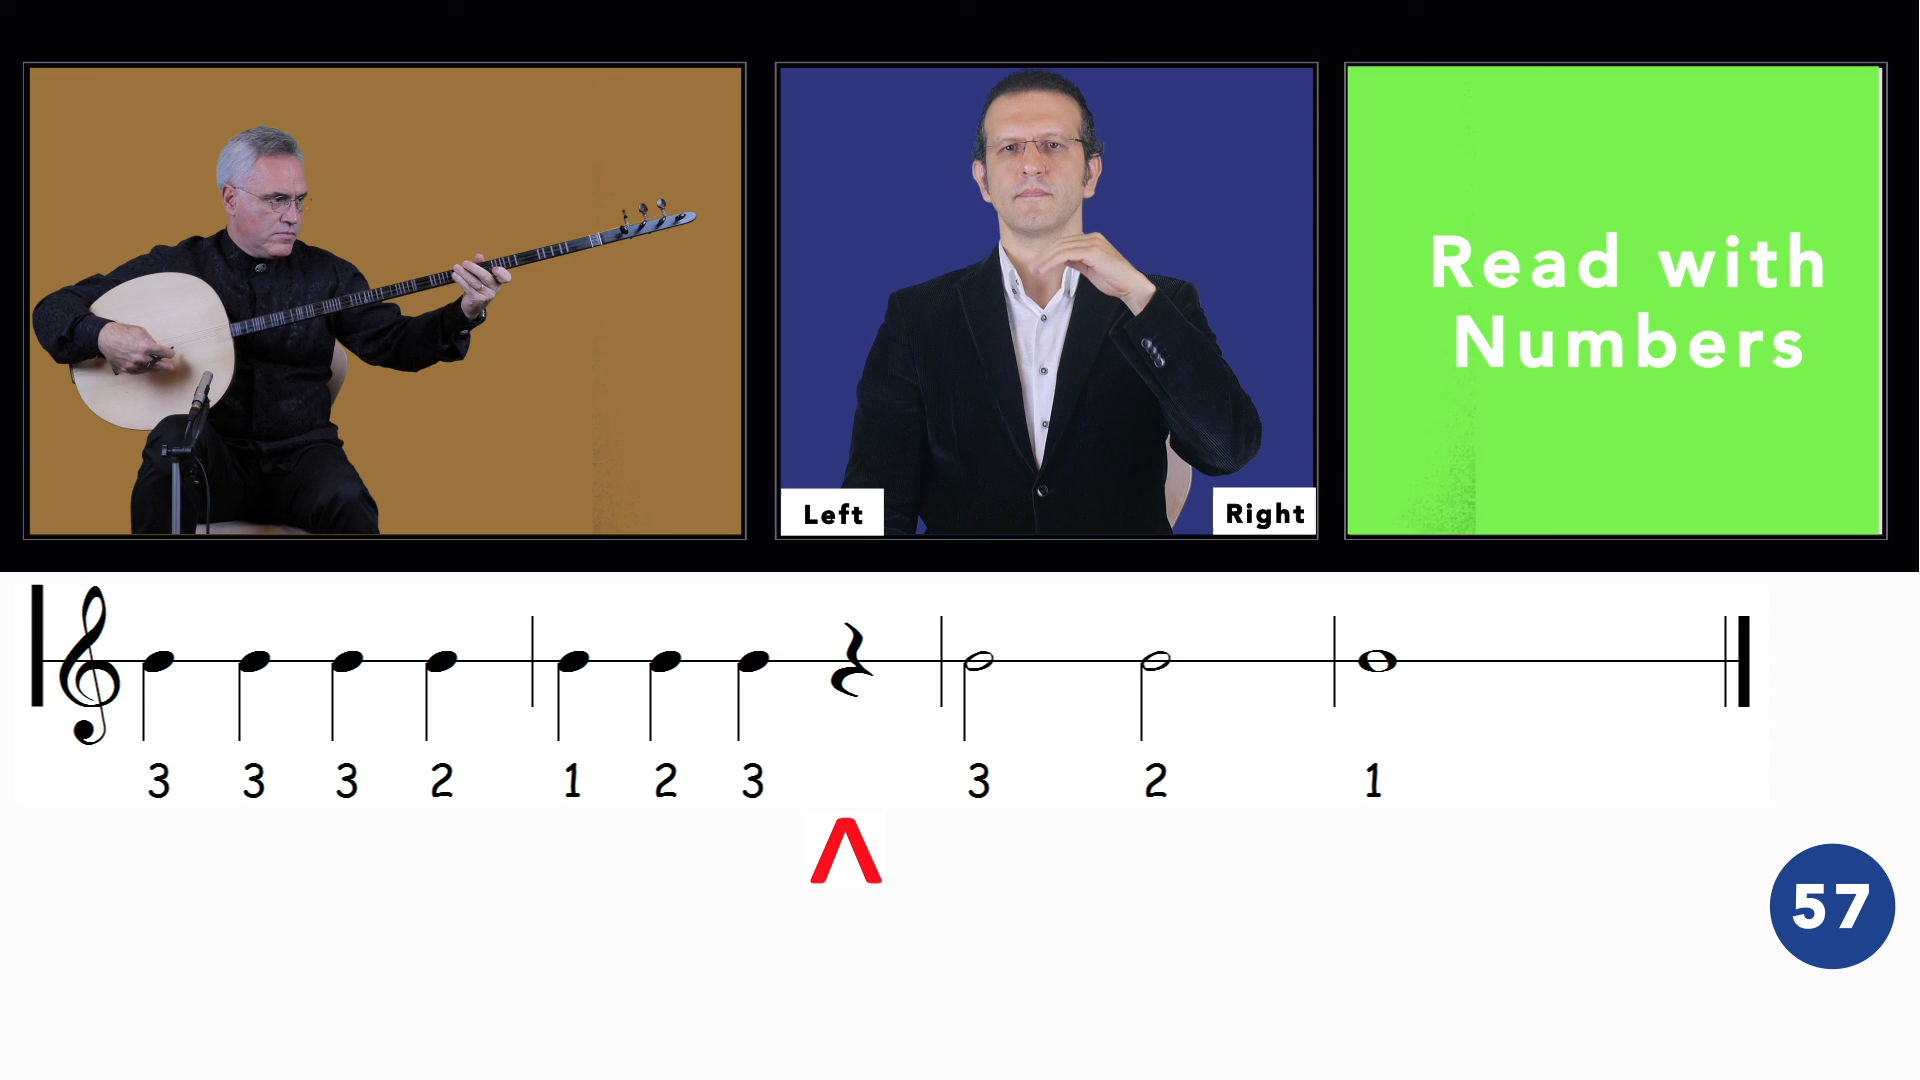 Read with
Numbers
Left
Right
3 3 3 2 1 2 3 3 2 1
57